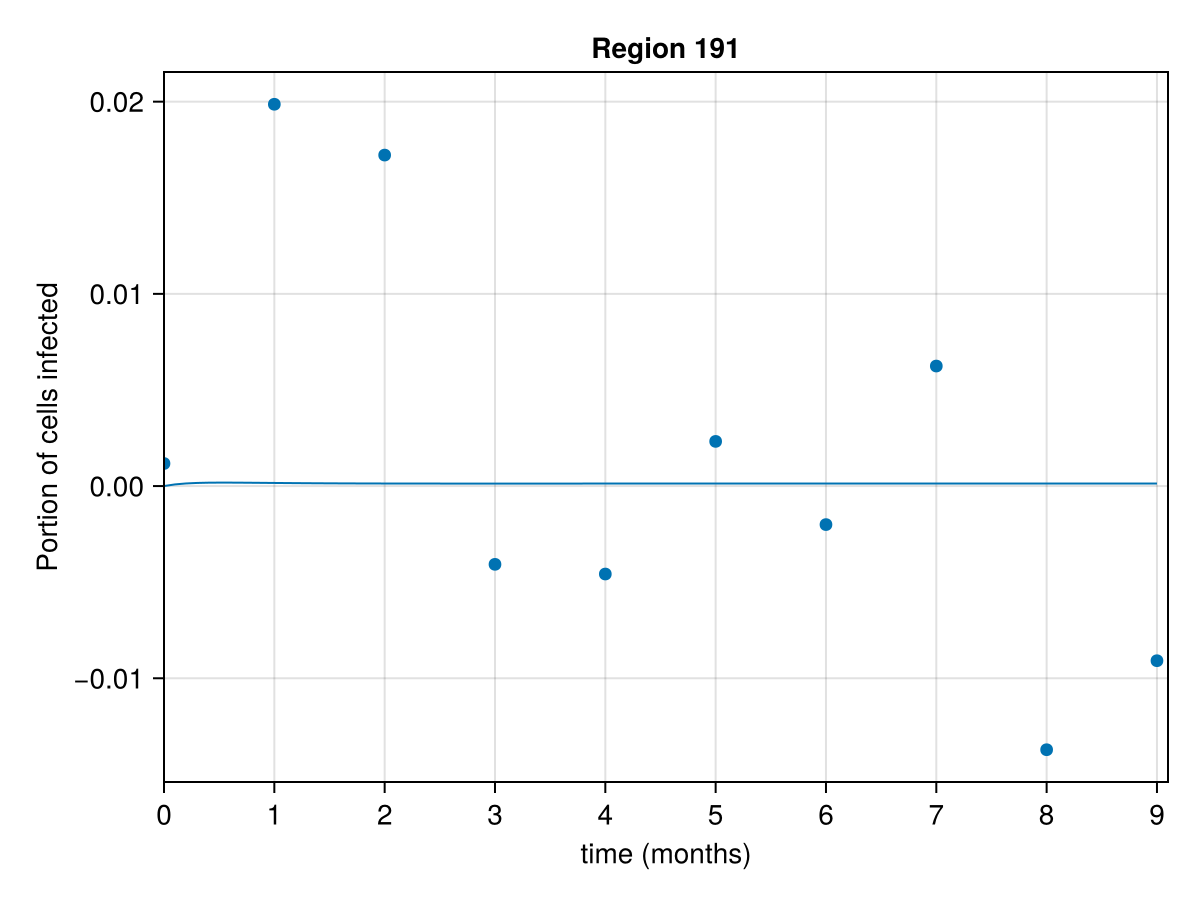 Region 191
Portion of cells infected
0.02
0.01
0.00
−0.01
0 1 2 3 4 5 6 7 8 9
time (months)